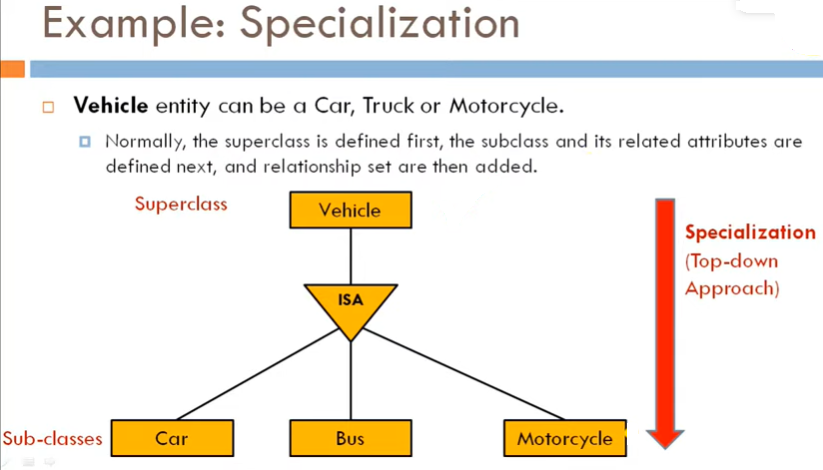 Example: Specialization
Vehicle entity can be a Car, Truck or Motorcycle.
Normally, the superclass is defined first, the subclass and its related attributes are
defined next, and relationship set are then added.
Superclass
Vehicle
Specialization
(Top-down
Approach)
ISA
Sub-classes
Car
Bus
Motorcycle